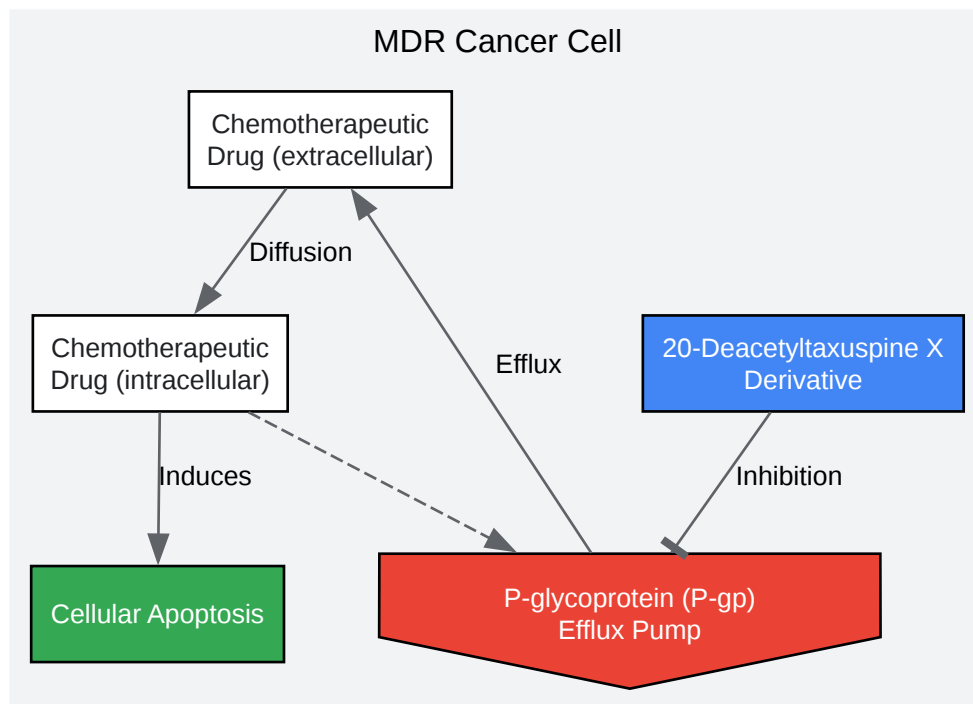 MDR Cancer Cell
Chemotherapeutic
Drug (extracellular)
Diffusion
Chemotherapeutic
Drug (intracellular)
Efflux
20-Deacetyltaxuspine X
Derivative
Induces
Inhibition
Cellular Apoptosis
P-glycoprotein (P-gp)
Efflux Pump